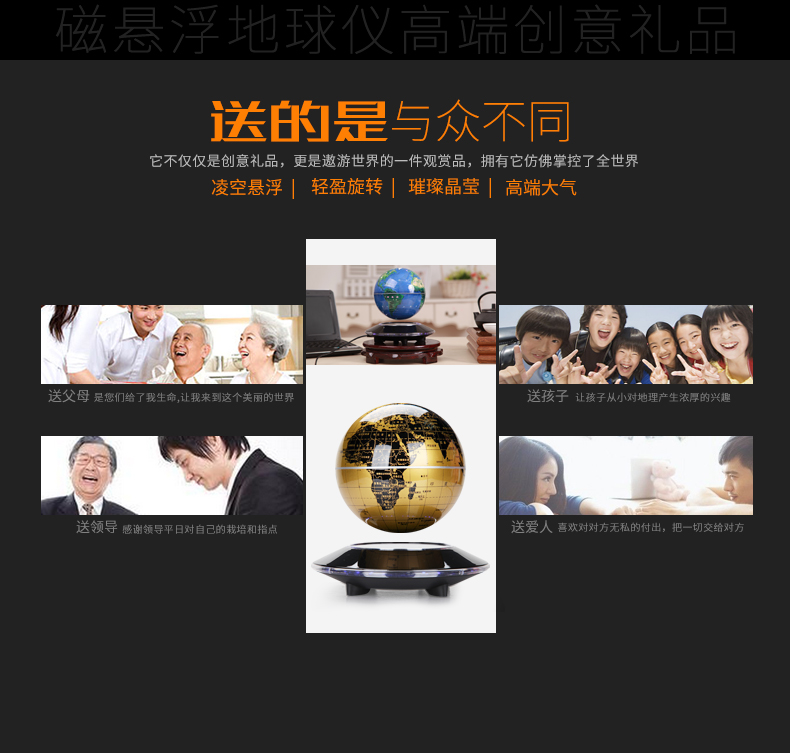 磁悬浮地球仪高端创意礼品
送的是与众不同
它不仅仅是创意礼品，更是遨游世界的一件观赏品，拥有它仿佛掌控了全世界
凌空悬浮 | 轻盈旋转 | 璀璨晶莹 | 高端大气
送父母 是您们给了我生命,让我来到这个美丽的世界
送孩子 让孩子从小对地理产生浓厚的兴趣
送领导 感谢领导平日对自己的栽培和指点
送爱人 喜欢对对方无私的付出，把一切交给对方